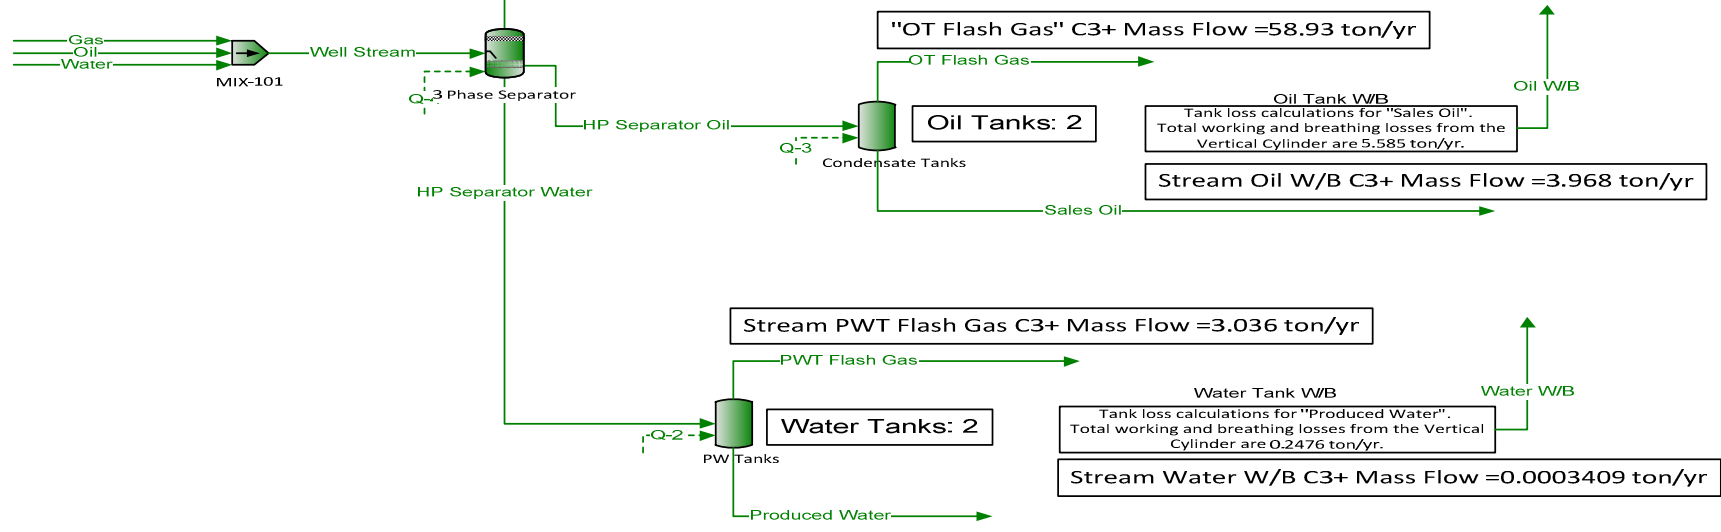 "OT Flash Gas" C3+ Mass Flow =58.93 ton/yr
Gas
Oil
Water
MIX-101
Well Stream
OT Flash Gas
Q-
3 Phase Separator
HP Separator Oil
Oil Tanks: 2
Q-3
Condensate Tanks
Oil W/B
Oil Tank W/B
Tank loss calculations for "Sales Oil".
Total working and breathing losses from the
Vertical Cylinder are 5.585 ton/yr.
Stream Oil W/B C3+ Mass Flow =3.968 ton/yr
HP Separator Water
Sales Oil
Stream PWT Flash Gas C3+ Mass Flow =3.036 ton/yr
PWT Flash Gas
Water Tanks: 2
Q-2
PW Tanks
Water W/B
Water Tank W/B
Tank loss calculations for "Produced Water".
Total working and breathing losses from the Vertical
Cylinder are 0.2476 ton/yr.
Stream Water W/B C3+ Mass Flow =0.0003409 ton/yr
Produced Water